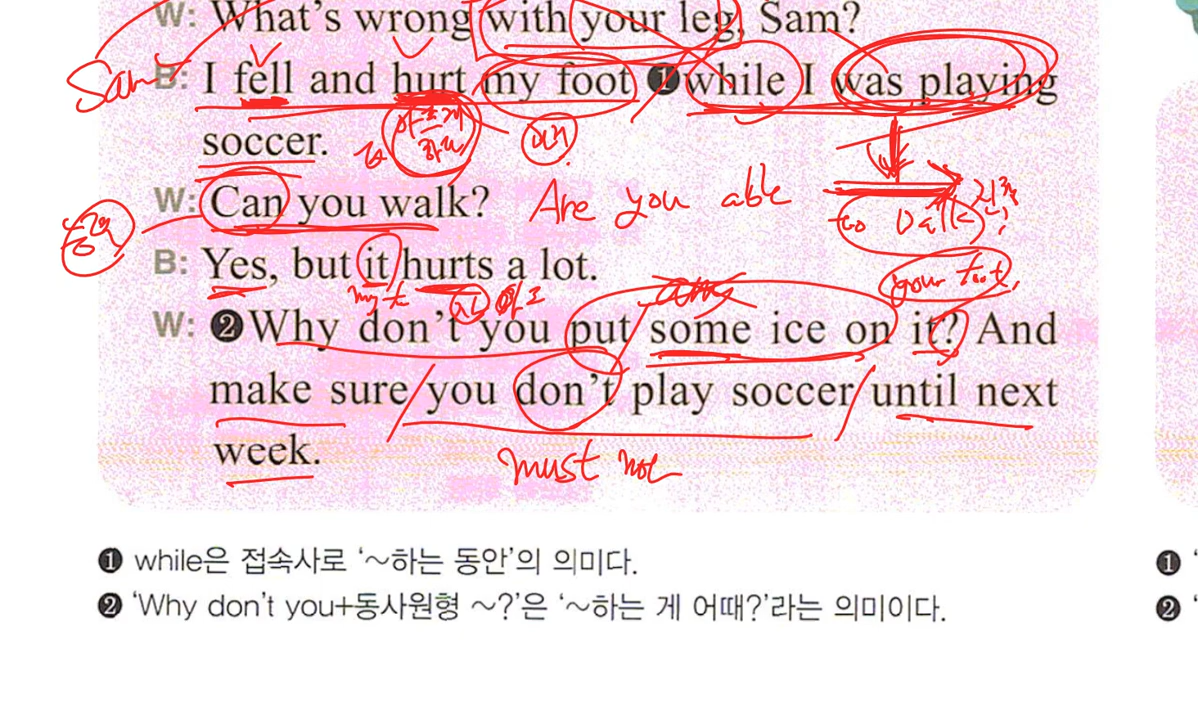 W: What's wrong with your leg, Sam?
Sam
B: I fell and hurt my foot ❶while I was playing
soccer.
W: Can you walk? Are you able
B: Yes, but it hurts a lot.
your foot
W: ❷Why don't you put some ice on it? And
make sure you don't play soccer until next
week.
must not
❶ while은 접속사로 '~하는 동안'의 의미다.
❶ '
❷ 'Why don't you+동사원형 ~?'은 '~하는 게 어때?'라는 의미이다.
❷ '